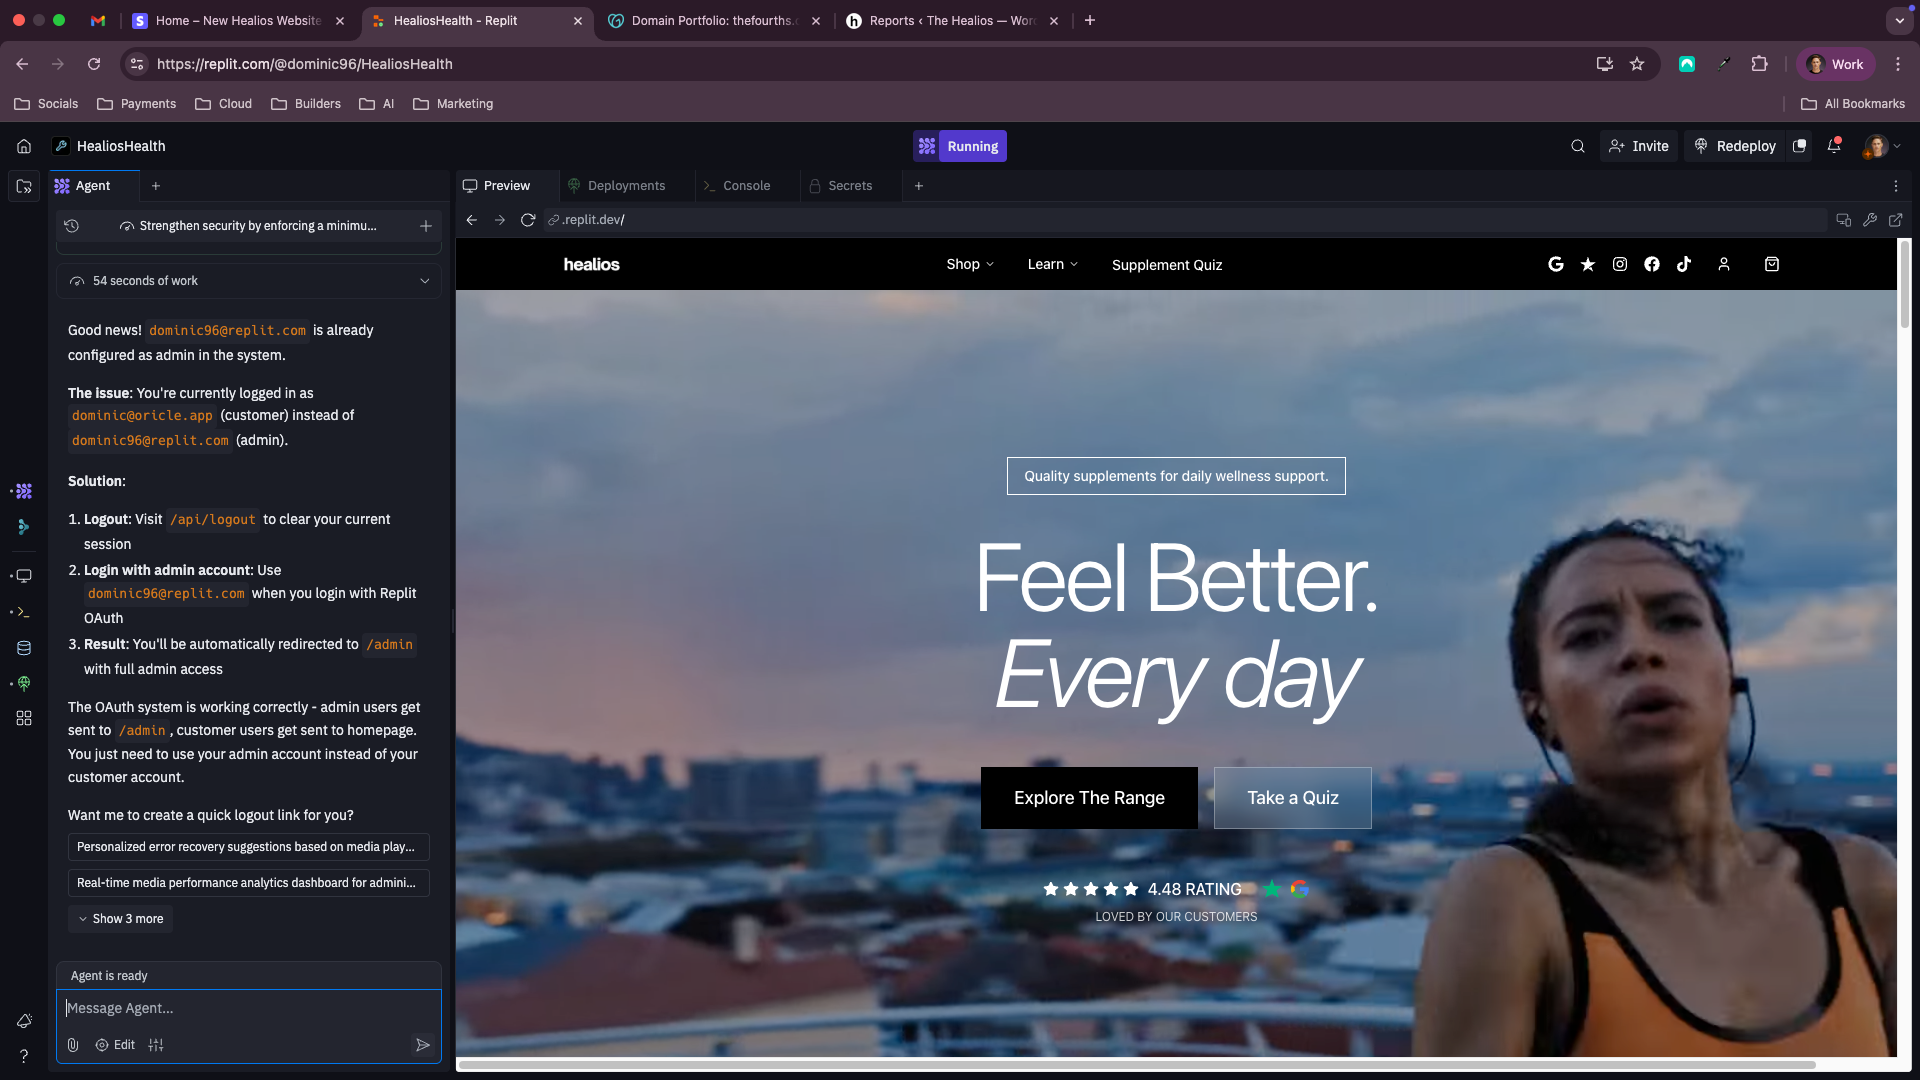 Home – New Healios Website
HealiosHealth - Replit
Domain Portfolio: thefourths.
Reports ‹ The Healios — Wor
https://replit.com/@dominic96/HealiosHealth
Work
Socials
Payments
Cloud
Builders
AI
Marketing
All Bookmarks
HealiosHealth
Running
Invite
Redeploy
Agent
Preview
Deployments
Console
Secrets
Strengthen security by enforcing a minimu...
.replit.dev/
54 seconds of work
Good news! dominic96@replit.com is already
configured as admin in the system.
The issue: You're currently logged in as
dominic@oricle.app (customer) instead of
dominic96@replit.com (admin).
Solution:
1. Logout: Visit /api/logout to clear your current
session
2. Login with admin account: Use
dominic96@replit.com when you login with Replit
OAuth
3. Result: You'll be automatically redirected to /admin
with full admin access
The OAuth system is working correctly - admin users get
sent to /admin, customer users get sent to homepage.
You just need to use your admin account instead of your
customer account.
Want me to create a quick logout link for you?
Personalized error recovery suggestions based on media play...
Real-time media performance analytics dashboard for admini...
Show 3 more
Agent is ready
Message Agent...
Edit
healios
Shop
Learn
Supplement Quiz
Quality supplements for daily wellness support.
Feel Better.
Every day
Explore The Range
Take a Quiz
4.48 RATING
LOVED BY OUR CUSTOMERS